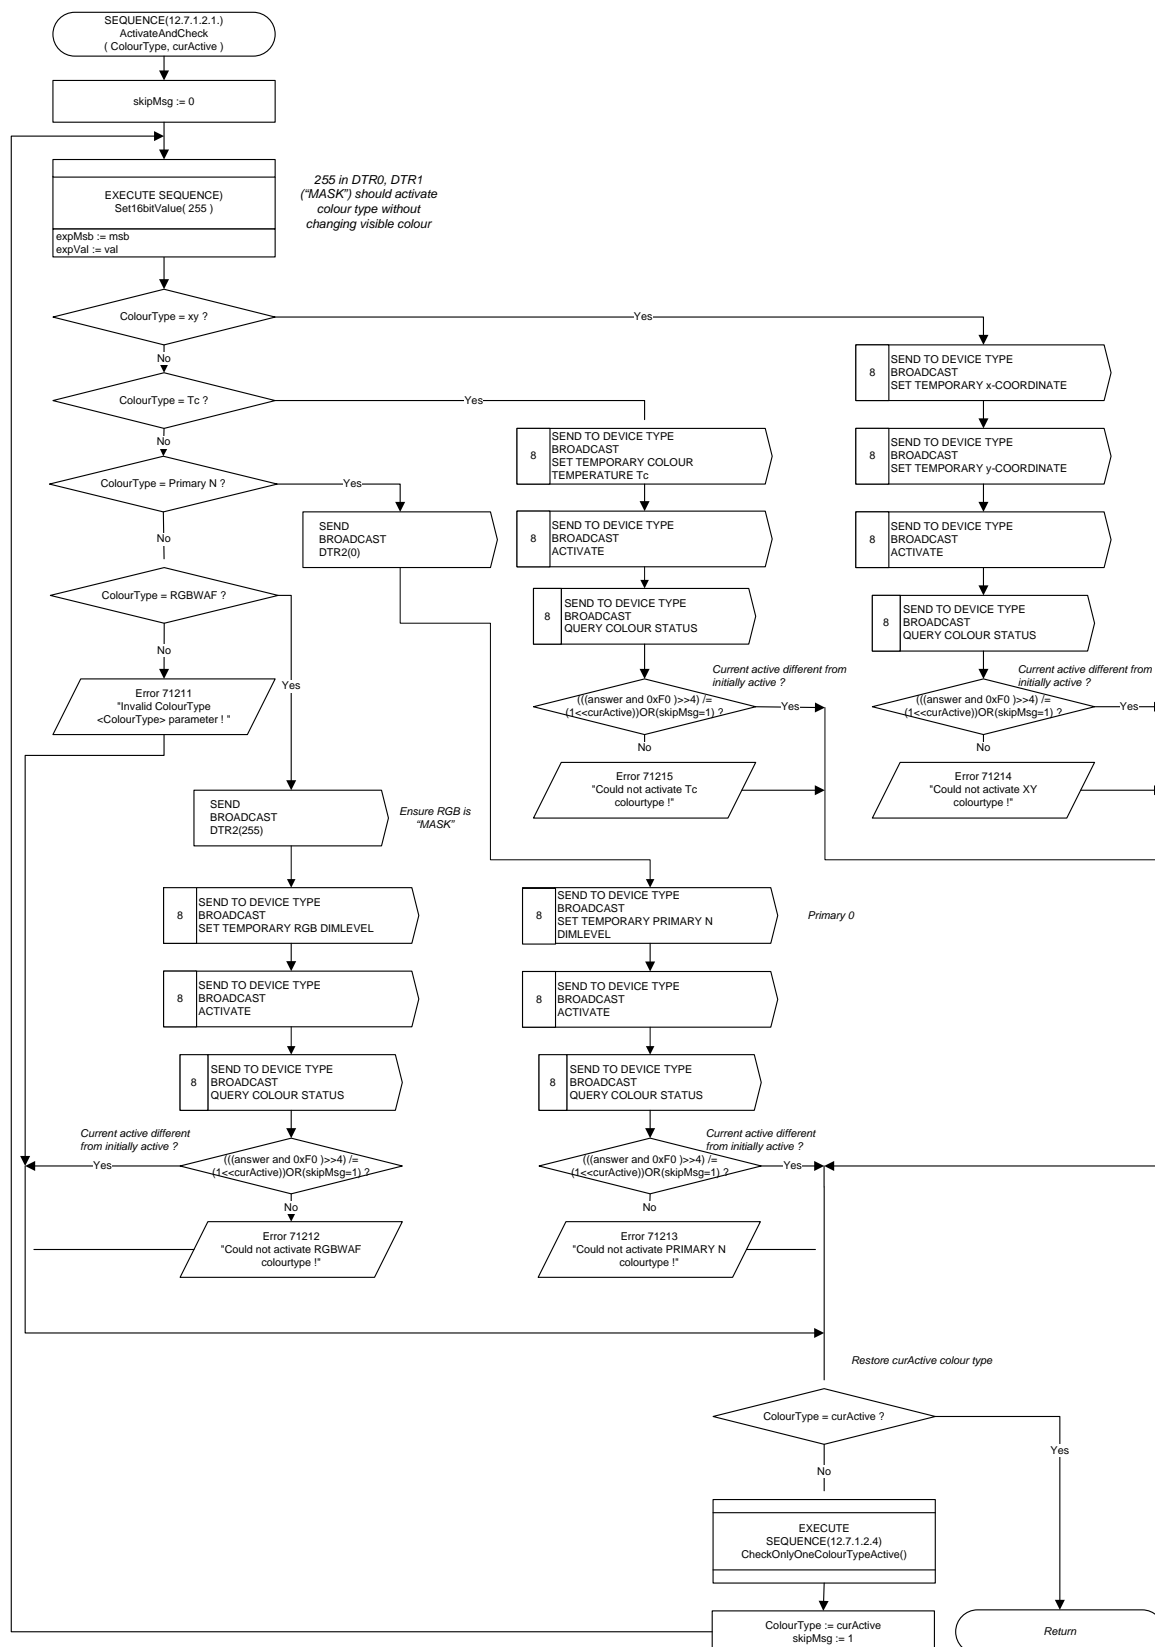 SEQUENCE(12.7.1.2.1.)
ActivateAndCheck
( ColourType, curActive )
skipMsg := 0
EXECUTE SEQUENCE)
Set16bitValue( 255 )
expMsb := msb
expVal := val
255 in DTR0, DTR1
(“MASK”) should activate
colour type without
changing visible colour
ColourType = xy ?
Yes
No
8
SEND TO DEVICE TYPE
BROADCAST
SET TEMPORARY x-COORDINATE
ColourType = Tc ?
Yes
No
8
SEND TO DEVICE TYPE
BROADCAST
SET TEMPORARY COLOUR
TEMPERATURE Tc
8
SEND TO DEVICE TYPE
BROADCAST
SET TEMPORARY y-COORDINATE
ColourType = Primary N ?
Yes
No
SEND
BROADCAST
DTR2(0)
8
SEND TO DEVICE TYPE
BROADCAST
ACTIVATE
8
SEND TO DEVICE TYPE
BROADCAST
ACTIVATE
ColourType = RGBWAF ?
No
Yes
8
SEND TO DEVICE TYPE
BROADCAST
QUERY COLOUR STATUS
8
SEND TO DEVICE TYPE
BROADCAST
QUERY COLOUR STATUS
Error 71211
"Invalid ColourType
<ColourType> parameter ! "
Current active different from
initially active ?
(((answer and 0xF0 )>>4) /=
(1<<curActive))OR(skipMsg=1) ?
Yes
No
Current active different from
initially active ?
(((answer and 0xF0 )>>4) /=
(1<<curActive))OR(skipMsg=1) ?
Yes
No
Error 71215
"Could not activate Tc
colourtype !"
Error 71214
"Could not activate XY
colourtype !"
SEND
BROADCAST
DTR2(255)
Ensure RGB is
“MASK”
8
SEND TO DEVICE TYPE
BROADCAST
SET TEMPORARY RGB DIMLEVEL
8
SEND TO DEVICE TYPE
BROADCAST
SET TEMPORARY PRIMARY N
DIMLEVEL
Primary 0
8
SEND TO DEVICE TYPE
BROADCAST
ACTIVATE
8
SEND TO DEVICE TYPE
BROADCAST
ACTIVATE
8
SEND TO DEVICE TYPE
BROADCAST
QUERY COLOUR STATUS
8
SEND TO DEVICE TYPE
BROADCAST
QUERY COLOUR STATUS
Current active different
from initially active ?
Yes
(((answer and 0xF0 )>>4) /=
(1<<curActive))OR(skipMsg=1) ?
No
Current active different
from initially active ?
(((answer and 0xF0 )>>4) /=
(1<<curActive))OR(skipMsg=1) ?
Yes
No
Error 71212
"Could not activate RGBWAF
colourtype !"
Error 71213
"Could not activate PRIMARY N
colourtype !"
Restore curActive colour type
ColourType = curActive ?
Yes
No
EXECUTE
SEQUENCE(12.7.1.2.4)
CheckOnlyOneColourTypeActive()
ColourType := curActive
skipMsg := 1
Return